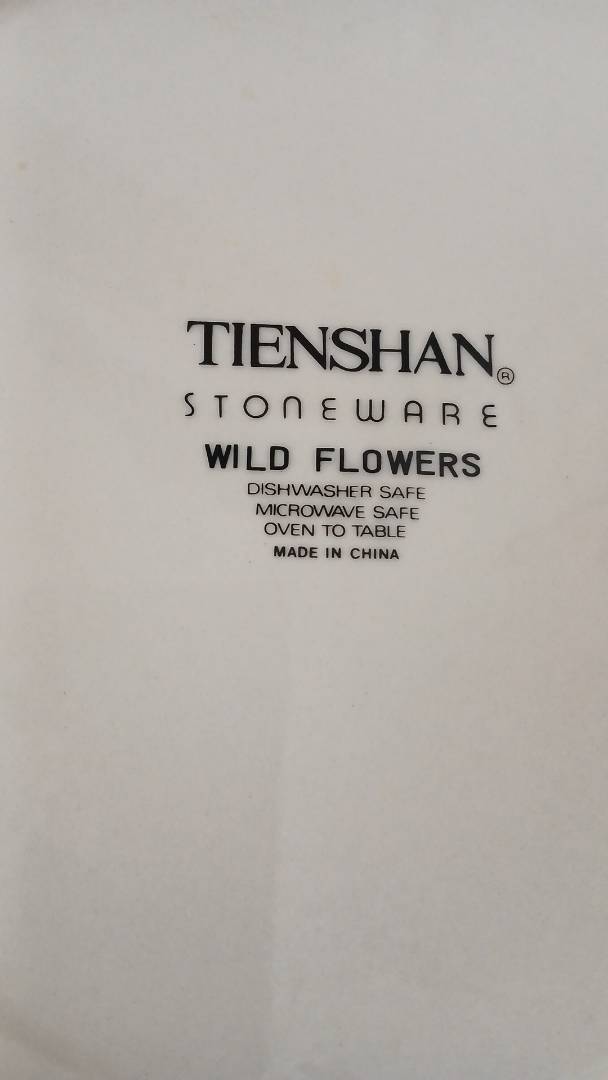 TIENSHAN®
STONEWARE
WILD FLOWERS
DISHWASHER SAFE
MICROWAVE SAFE
OVEN TO TABLE
MADE IN CHINA